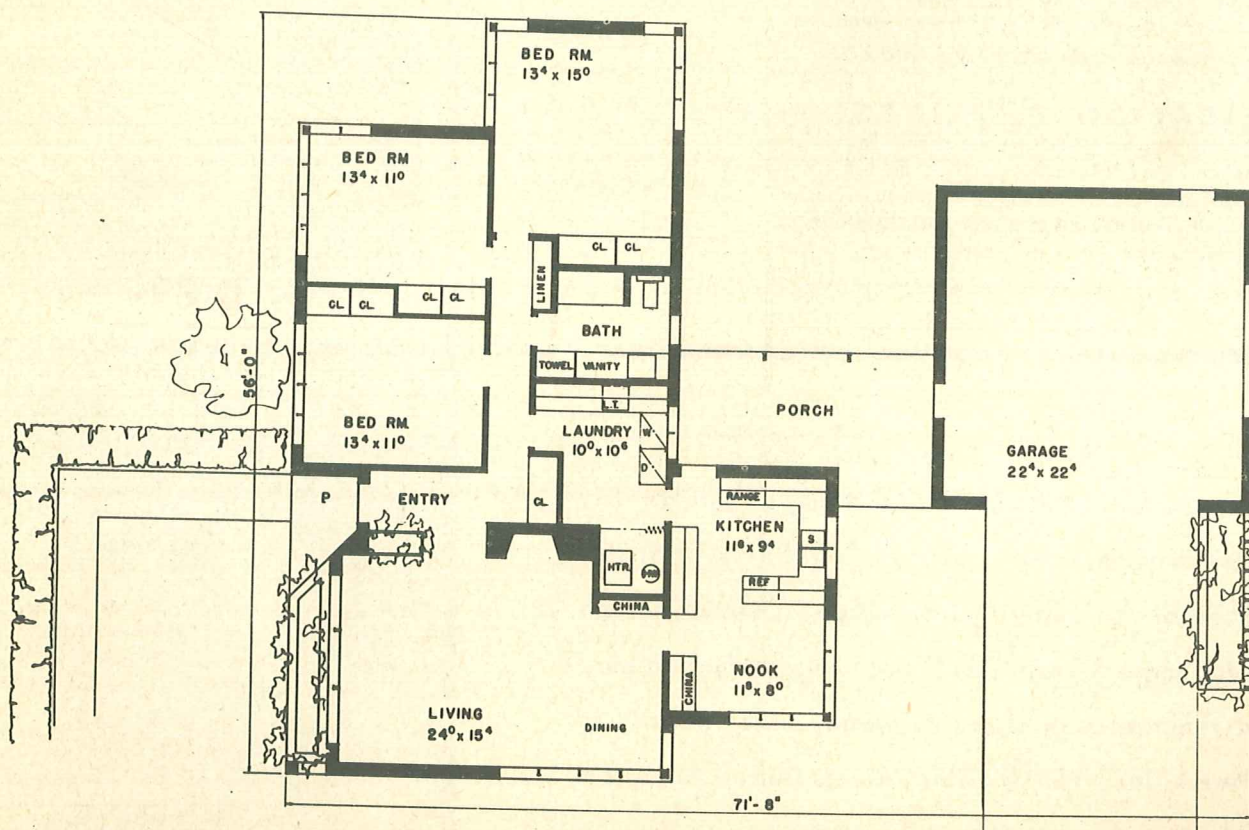 BED RM.
13⁴ x 15⁰
BED RM
13⁴ x 11⁰
CL. CL.
LINEN
CL. CL.
CL. CL.
BATH
56'-0"
TOWEL VANITY
L.T.
PORCH
BED RM.
13⁴ x 11⁰
LAUNDRY
10⁰ x 10⁶
W
D
GARAGE
22⁴ x 22⁴
P
ENTRY
CL
RANGE
KITCHEN
11⁸ x 9⁴
S
HTR.
HW
REF
CHINA
NOOK
11⁸ x 8⁰
CHINA
LIVING
24⁰ x 15⁴
DINING
71'-8"